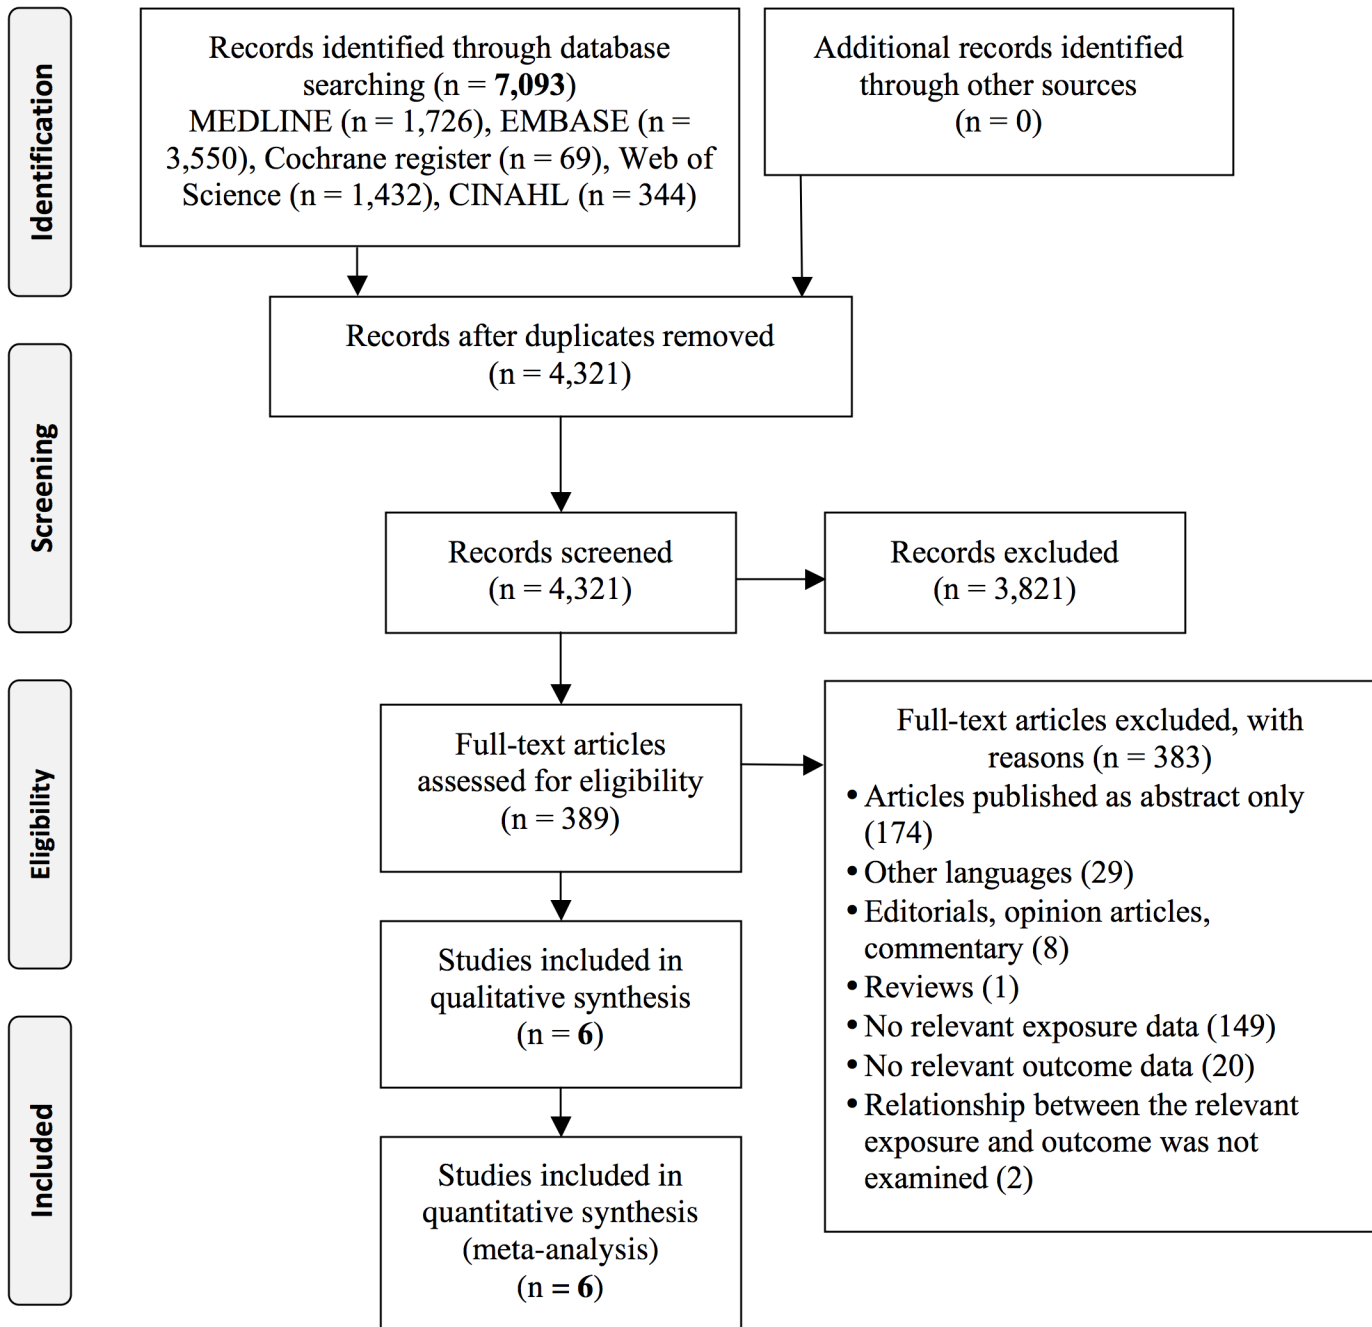 Identification
Records identified through database
searching (n = 7,093)
MEDLINE (n = 1,726), EMBASE (n =
3,550), Cochrane register (n = 69), Web of
Science (n = 1,432), CINAHL (n = 344)
Additional records identified
through other sources
(n = 0)
Records after duplicates removed
(n = 4,321)
Screening
Records screened
(n = 4,321)
Records excluded
(n = 3,821)
Eligibility
Full-text articles
assessed for eligibility
(n = 389)
Full-text articles excluded, with
reasons (n = 383)
• Articles published as abstract only
(174)
• Other languages (29)
• Editorials, opinion articles,
commentary (8)
• Reviews (1)
• No relevant exposure data (149)
• No relevant outcome data (20)
• Relationship between the relevant
exposure and outcome was not
examined (2)
Studies included in
qualitative synthesis
(n = 6)
Included
Studies included in
quantitative synthesis
(meta-analysis)
(n = 6)